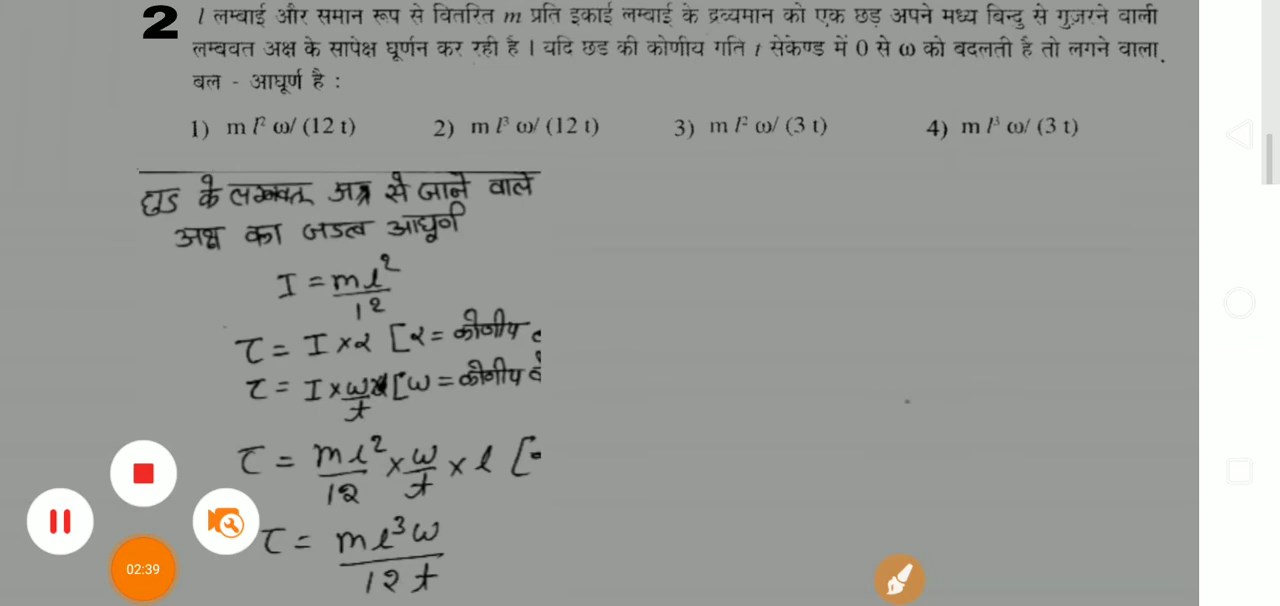 2 l लम्बाई और समान रूप से वितरित m प्रति इकाई लम्बाई के द्रव्यमान को एक छड़ अपने मध्य बिन्दु से गुज़रने वाली
लम्बवत अक्ष के सापेक्ष घूर्णन कर रही है । यदि छड की कोणीय गति t सेकेण्ड में 0 से ω को बदलती है तो लगने वाला
बल - आघूर्ण है :
1) m l² ω/ (12 t) 2) m l³ ω/ (12 t) 3) m l² ω/ (3 t) 4) m l³ ω/ (3 t)
छड के लम्बवत् से जाने वाले
अक्ष का जडत्व आघूर्ण
I = ml²/12
τ = I × α [α = कोणीय
τ = I × ω/t [ω = कोणीय
τ = ml²/12 × ω/t × l [
τ = ml³ω/12t
02:39